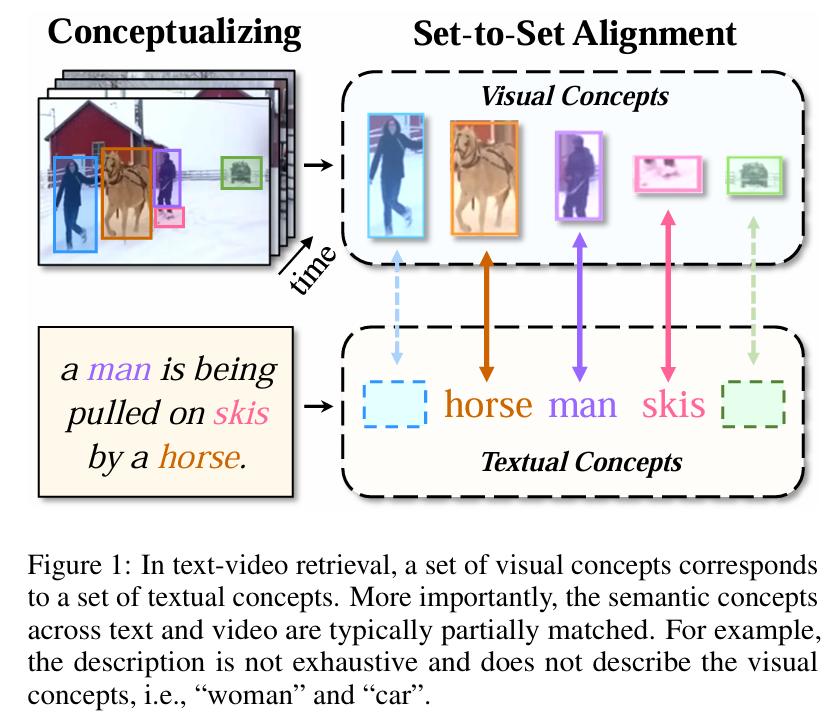 Conceptualizing
Set-to-Set Alignment
Visual Concepts
time
a man is being
pulled on skis
by a horse.
horse man skis
Textual Concepts
Figure 1: In text-video retrieval, a set of visual concepts corresponds
to a set of textual concepts. More importantly, the semantic concepts
across text and video are typically partially matched. For example,
the description is not exhaustive and does not describe the visual
concepts, i.e., “woman” and “car”.